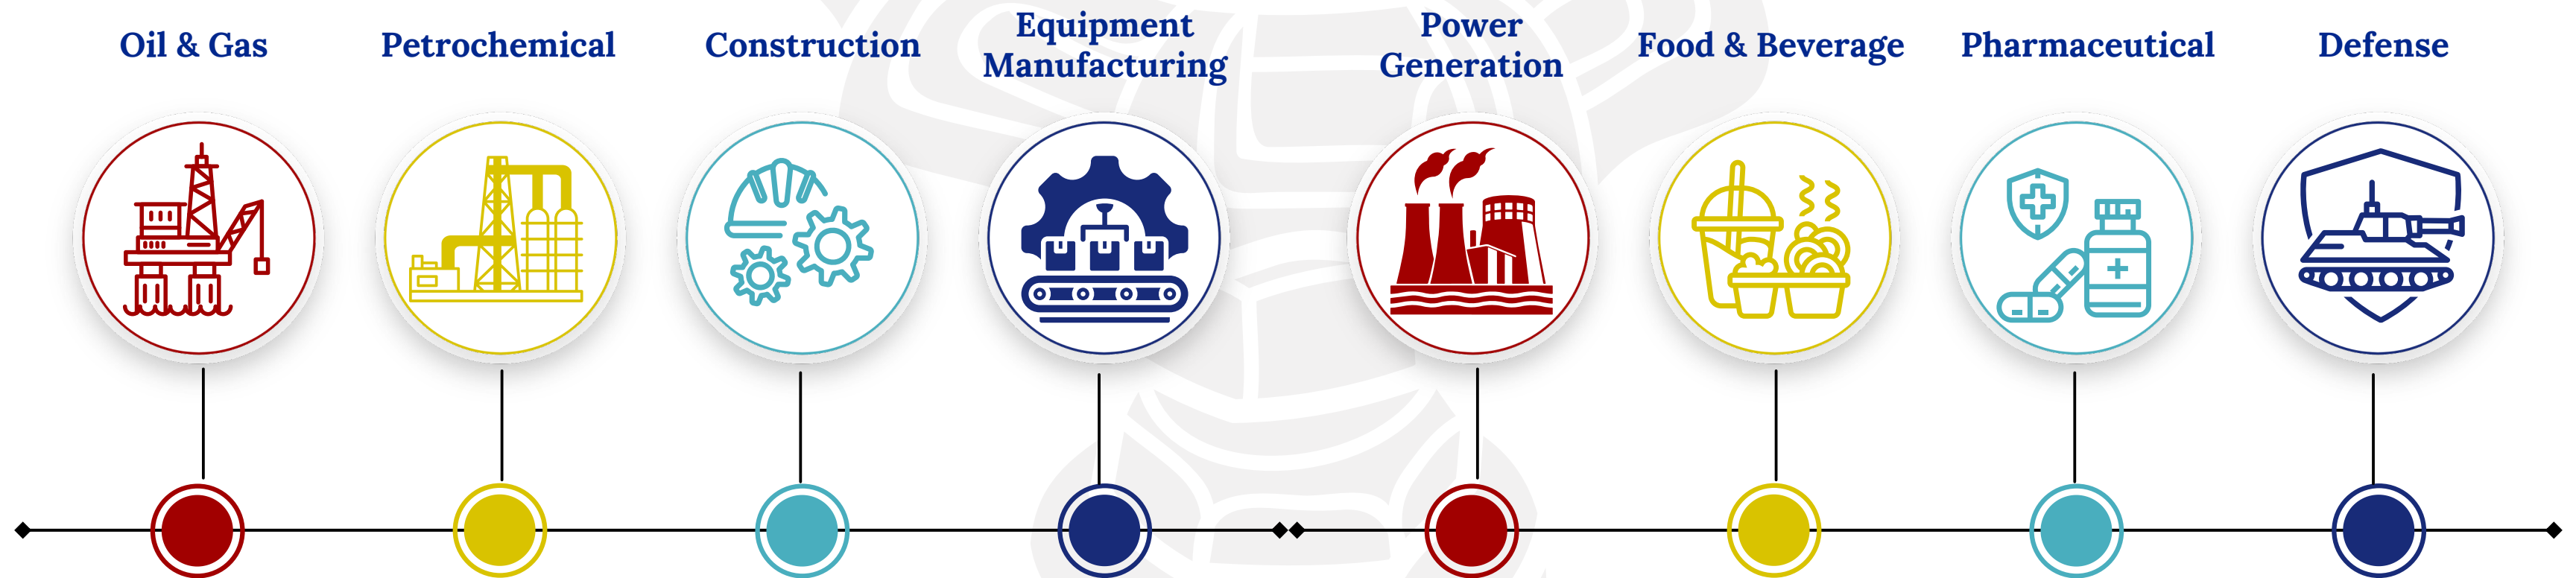 Oil & Gas
Petrochemical
Construction
Equipment
Manufacturing
Power
Generation
Food & Beverage
Pharmaceutical
Defense